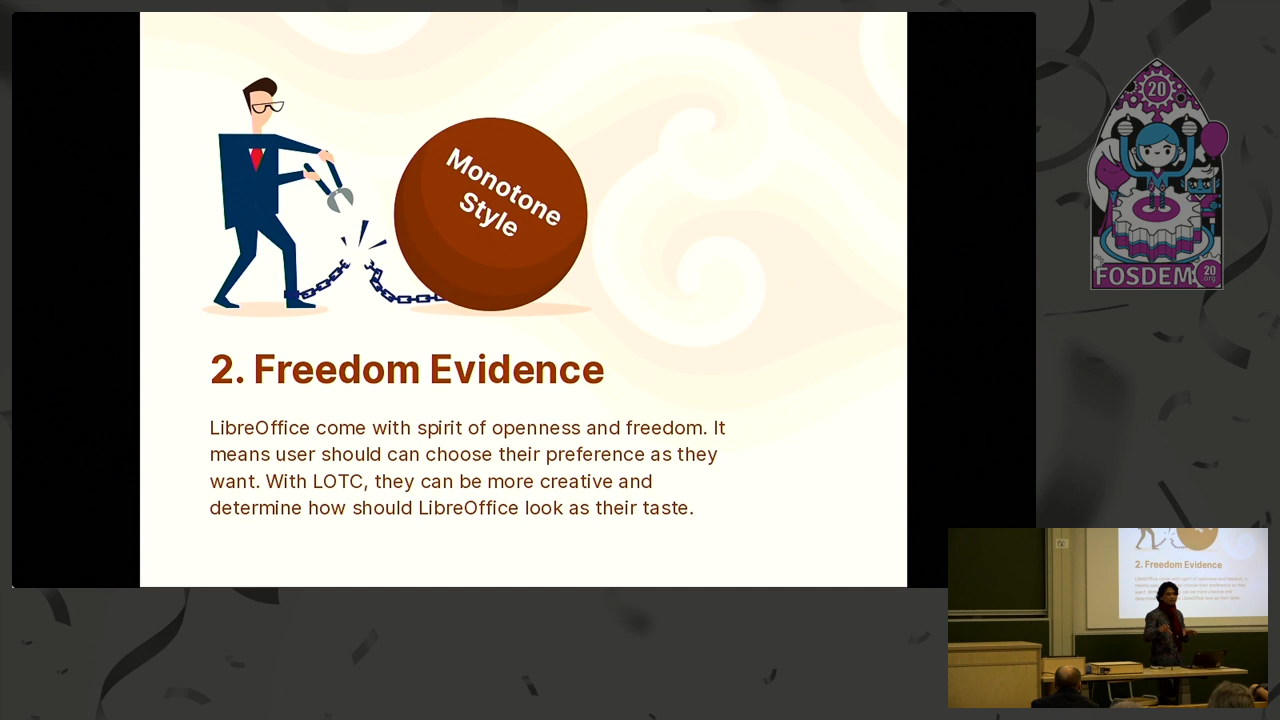 Monotone
Style
2. Freedom Evidence
LibreOffice come with spirit of openness and freedom. It
means user should can choose their preference as they
want. With LOTC, they can be more creative and
determine how should LibreOffice look as their taste.
20
FOSDEM
20
.org
2. Freedom Evidence